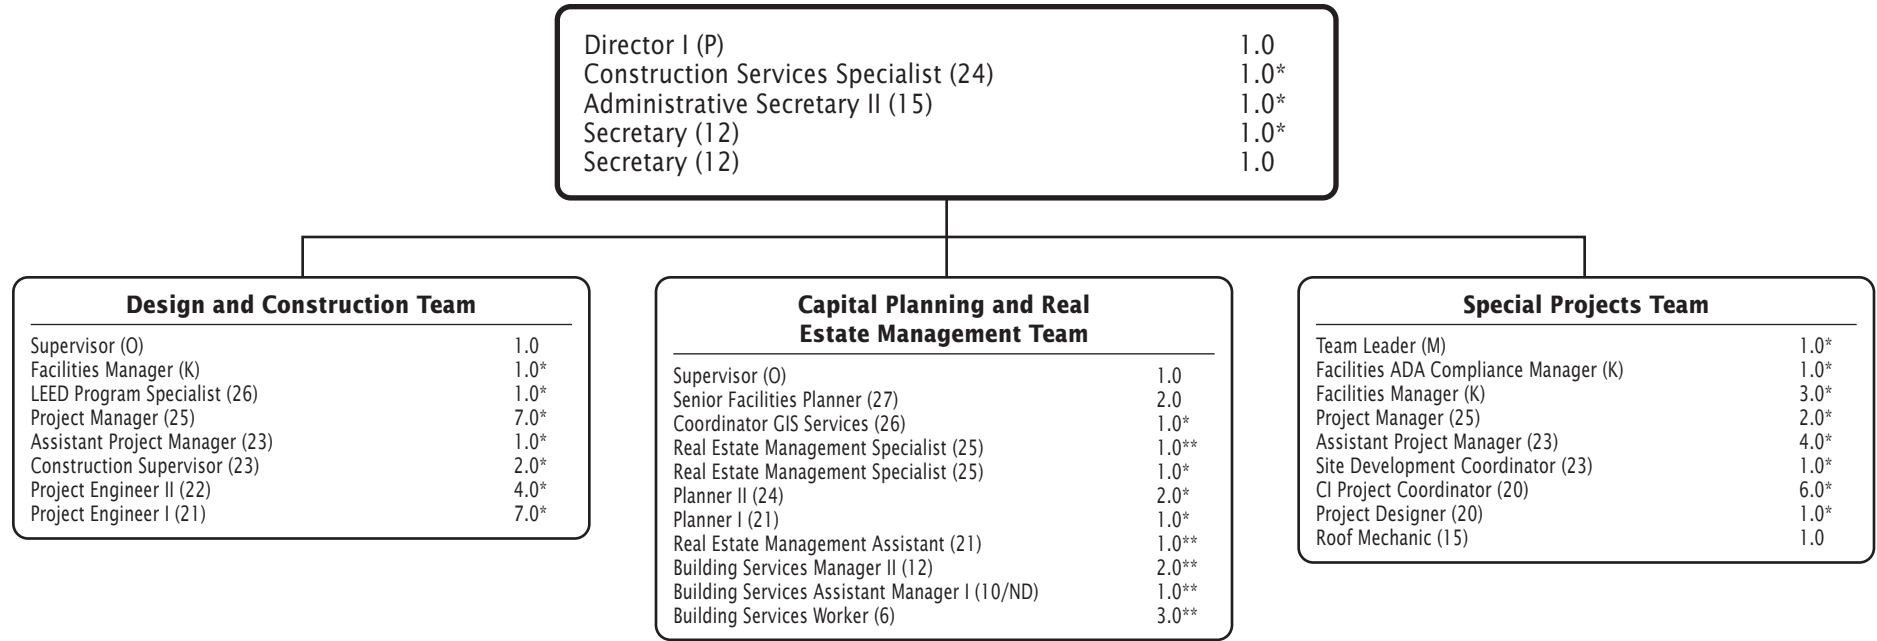 Director I (P) 1.0
Construction Services Specialist (24) 1.0*
Administrative Secretary II (15) 1.0*
Secretary (12) 1.0*
Secretary (12) 1.0
Design and Construction Team
Supervisor (O) 1.0
Facilities Manager (K) 1.0*
LEED Program Specialist (26) 1.0*
Project Manager (25) 7.0*
Assistant Project Manager (23) 1.0*
Construction Supervisor (23) 2.0*
Project Engineer II (22) 4.0*
Project Engineer I (21) 7.0*
Capital Planning and Real
Estate Management Team
Supervisor (O) 1.0
Senior Facilities Planner (27) 2.0
Coordinator GIS Services (26) 1.0*
Real Estate Management Specialist (25) 1.0**
Real Estate Management Specialist (25) 1.0*
Planner II (24) 2.0*
Planner I (21) 1.0*
Real Estate Management Assistant (21) 1.0**
Building Services Manager II (12) 2.0**
Building Services Assistant Manager I (10/ND) 1.0**
Building Services Worker (6) 3.0**
Special Projects Team
Team Leader (M) 1.0*
Facilities ADA Compliance Manager (K) 1.0*
Facilities Manager (K) 3.0*
Project Manager (25) 2.0*
Assistant Project Manager (23) 4.0*
Site Development Coordinator (23) 1.0*
CI Project Coordinator (20) 6.0*
Project Designer (20) 1.0*
Roof Mechanic (15) 1.0